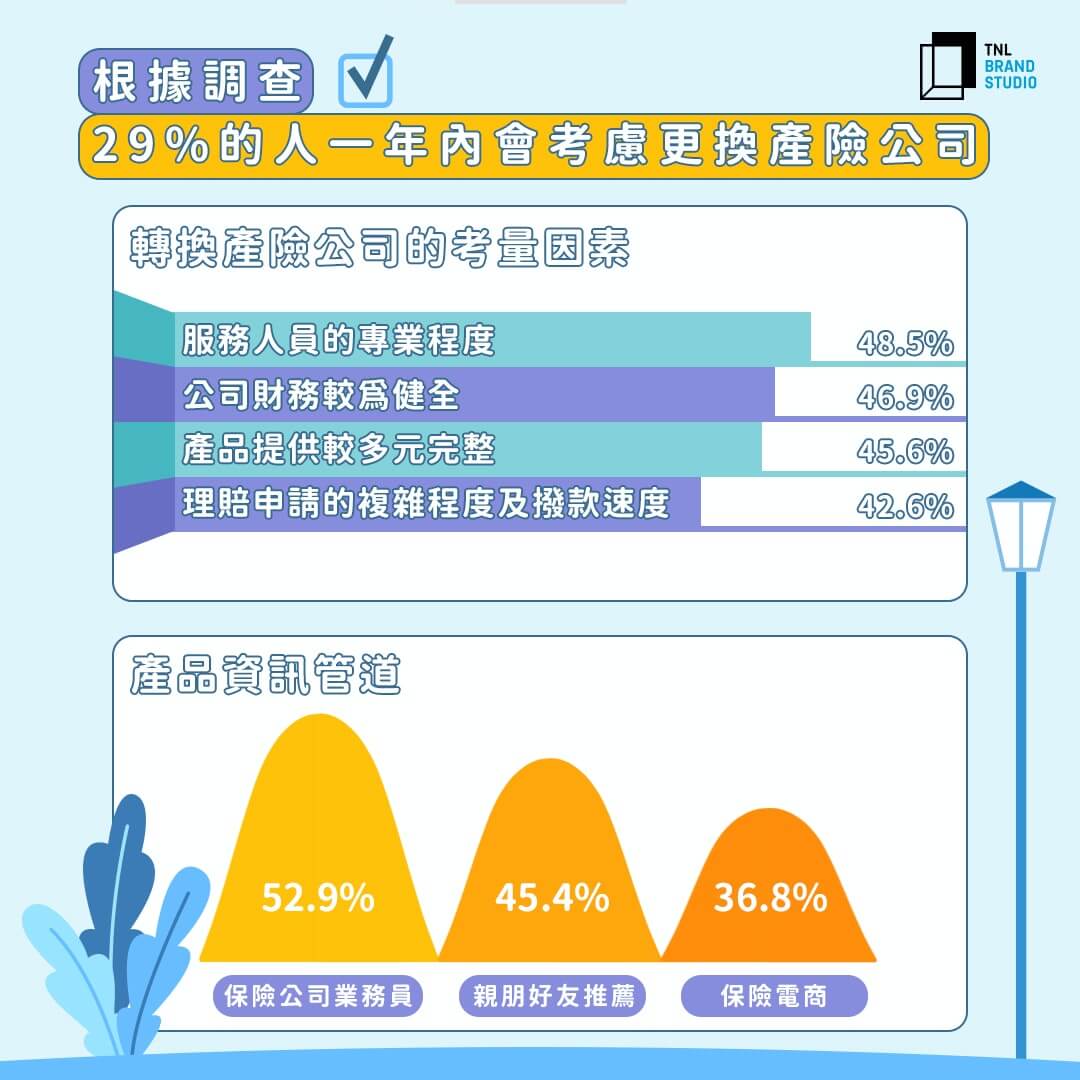 根據調查
TNL
BRAND
STUDIO
29%的人一年內會考慮更換產險公司
轉換產險公司的考量因素
服務人員的專業程度 48.5%
公司財務較為健全 46.9%
產品提供較多元完整 45.6%
理賠申請的複雜程度及撥款速度 42.6%
產品資訊管道
52.9% 45.4% 36.8%
保險公司業務員 親朋好友推薦 保險電商